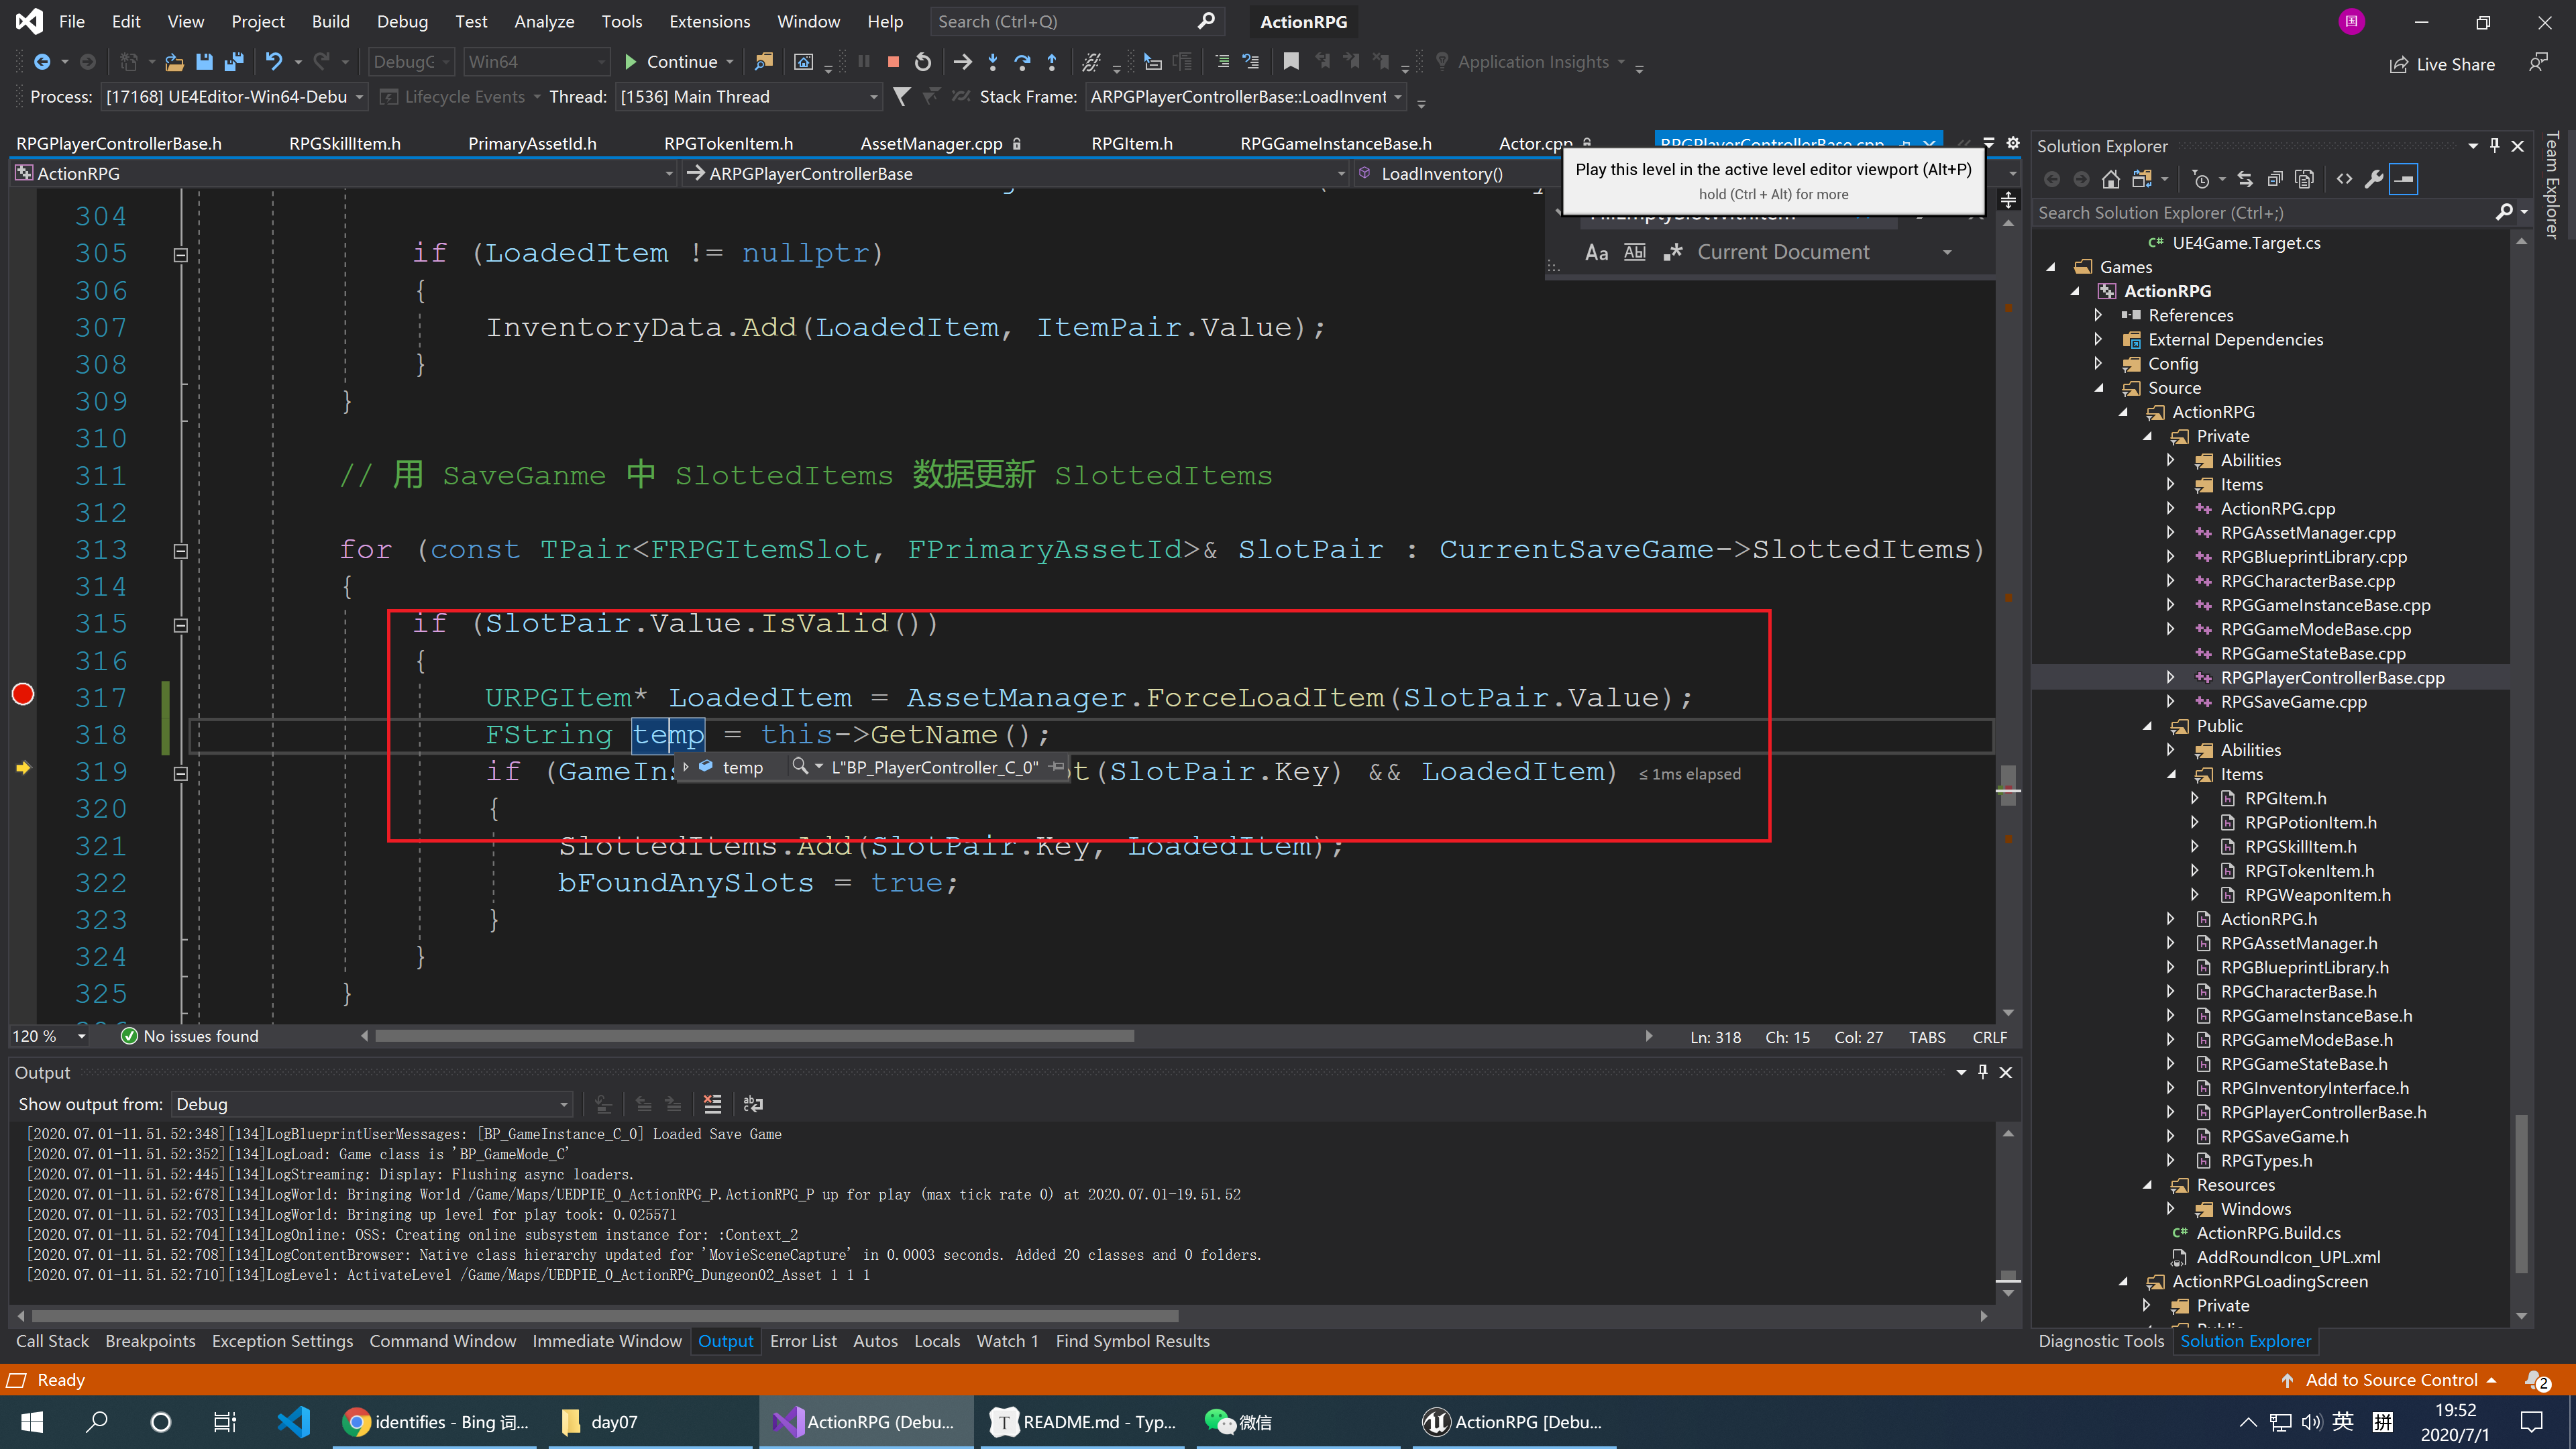 File Edit View Project Build Debug Test Analyze Tools Extensions Window Help Search (Ctrl+Q) ActionRPG 国
DebugG Win64 Continue Application Insights Live Share
Process: [17168] UE4Editor-Win64-Debu Lifecycle Events Thread: [1536] Main Thread Stack Frame: ARPGPlayerControllerBase::LoadInvent
RPGPlayerControllerBase.h RPGSkillItem.h PrimaryAssetId.h RPGTokenItem.h AssetManager.cpp RPGItem.h RPGGameInstanceBase.h Actor.cpp RPGPlayerControllerBase.cpp
ActionRPG ARPGPlayerControllerBase LoadInventory()
Play this level in the active level editor viewport (Alt+P)
hold (Ctrl + Alt) for more
Aa Abl .* Current Document
304
305 if (LoadedItem != nullptr)
306 {
307 InventoryData.Add(LoadedItem, ItemPair.Value);
308 }
309 }
310
311 // 用 SaveGanme 中 SlottedItems 数据更新 SlottedItems
312
313 for (const TPair<FRPGItemSlot, FPrimaryAssetId>& SlotPair : CurrentSaveGame->SlottedItems)
314 {
315 if (SlotPair.Value.IsValid())
316 {
317 URPGItem* LoadedItem = AssetManager.ForceLoadItem(SlotPair.Value);
318 FString temp = this->GetName();
319 if (GameIns temp L"BP_PlayerController_C_0" ot(SlotPair.Key) && LoadedItem) ≤ 1ms elapsed
320 {
321 SlottedItems.Add(SlotPair.Key, LoadedItem);
322 bFoundAnySlots = true;
323 }
324 }
325 }
120 % No issues found Ln: 318 Ch: 15 Col: 27 TABS CRLF
Output
Show output from: Debug
[2020.07.01-11.51.52:348][134]LogBlueprintUserMessages: [BP_GameInstance_C_0] Loaded Save Game
[2020.07.01-11.51.52:352][134]LogLoad: Game class is 'BP_GameMode_C'
[2020.07.01-11.51.52:445][134]LogStreaming: Display: Flushing async loaders.
[2020.07.01-11.51.52:678][134]LogWorld: Bringing World /Game/Maps/UEDPIE_0_ActionRPG_P.ActionRPG_P up for play (max tick rate 0) at 2020.07.01-19.51.52
[2020.07.01-11.51.52:703][134]LogWorld: Bringing up level for play took: 0.025571
[2020.07.01-11.51.52:704][134]LogOnline: OSS: Creating online subsystem instance for: :Context_2
[2020.07.01-11.51.52:708][134]LogContentBrowser: Native class hierarchy updated for 'MovieSceneCapture' in 0.0003 seconds. Added 20 classes and 0 folders.
[2020.07.01-11.51.52:710][134]LogLevel: ActivateLevel /Game/Maps/UEDPIE_0_ActionRPG_Dungeon02_Asset 1 1 1
Call Stack Breakpoints Exception Settings Command Window Immediate Window Output Error List Autos Locals Watch 1 Find Symbol Results
Solution Explorer
Search Solution Explorer (Ctrl+;)
C# UE4Game.Target.cs
Games
ActionRPG
References
External Dependencies
Config
Source
ActionRPG
Private
Abilities
Items
ActionRPG.cpp
RPGAssetManager.cpp
RPGBlueprintLibrary.cpp
RPGCharacterBase.cpp
RPGGameInstanceBase.cpp
RPGGameModeBase.cpp
RPGGameStateBase.cpp
RPGPlayerControllerBase.cpp
RPGSaveGame.cpp
Public
Abilities
Items
RPGItem.h
RPGPotionItem.h
RPGSkillItem.h
RPGTokenItem.h
RPGWeaponItem.h
ActionRPG.h
RPGAssetManager.h
RPGBlueprintLibrary.h
RPGCharacterBase.h
RPGGameInstanceBase.h
RPGGameModeBase.h
RPGGameStateBase.h
RPGInventoryInterface.h
RPGPlayerControllerBase.h
RPGSaveGame.h
RPGTypes.h
Resources
Windows
C# ActionRPG.Build.cs
AddRoundIcon_UPL.xml
ActionRPGLoadingScreen
Private
Diagnostic Tools Solution Explorer
Team Explorer
Ready Add to Source Control 2
identifies - Bing 词... day07 ActionRPG (Debu... README.md - Typ... 微信 ActionRPG [Debu... 英 拼 19:52
2020/7/1